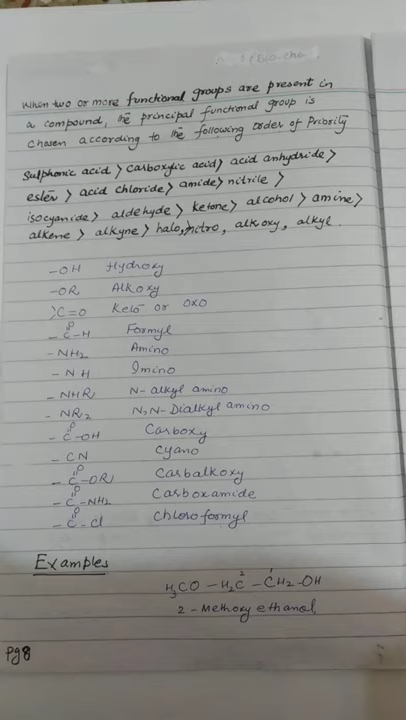 When two or more functional groups are present in
a compound, the principal functional group is
chosen according to the following order of Priority
Sulphonic acid > carboxylic acid > acid anhydride >
ester > acid chloride > amide > nitrile >
isocyanide > aldehyde > ketone > alcohol > amine >
alkene > alkyne > halo, nitro, alkoxy, alkyl.
-OH Hydroxy
-OR Alkoxy
>C=O Keto or oxo
-C-H Formyl
O
-NH2 Amino
-NH Imino
-NHR N-alkyl amino
-NR2 N,N-Dialkyl amino
O
-C-OH Carboxy
-CN Cyano
O
-C-OR Carbalkoxy
O
-C-NH2 Carboxamide
O
-C-Cl Chloroformyl
Examples
2 1
H3CO-H2C-CH2-OH
2-Methoxy ethanol
Pg8